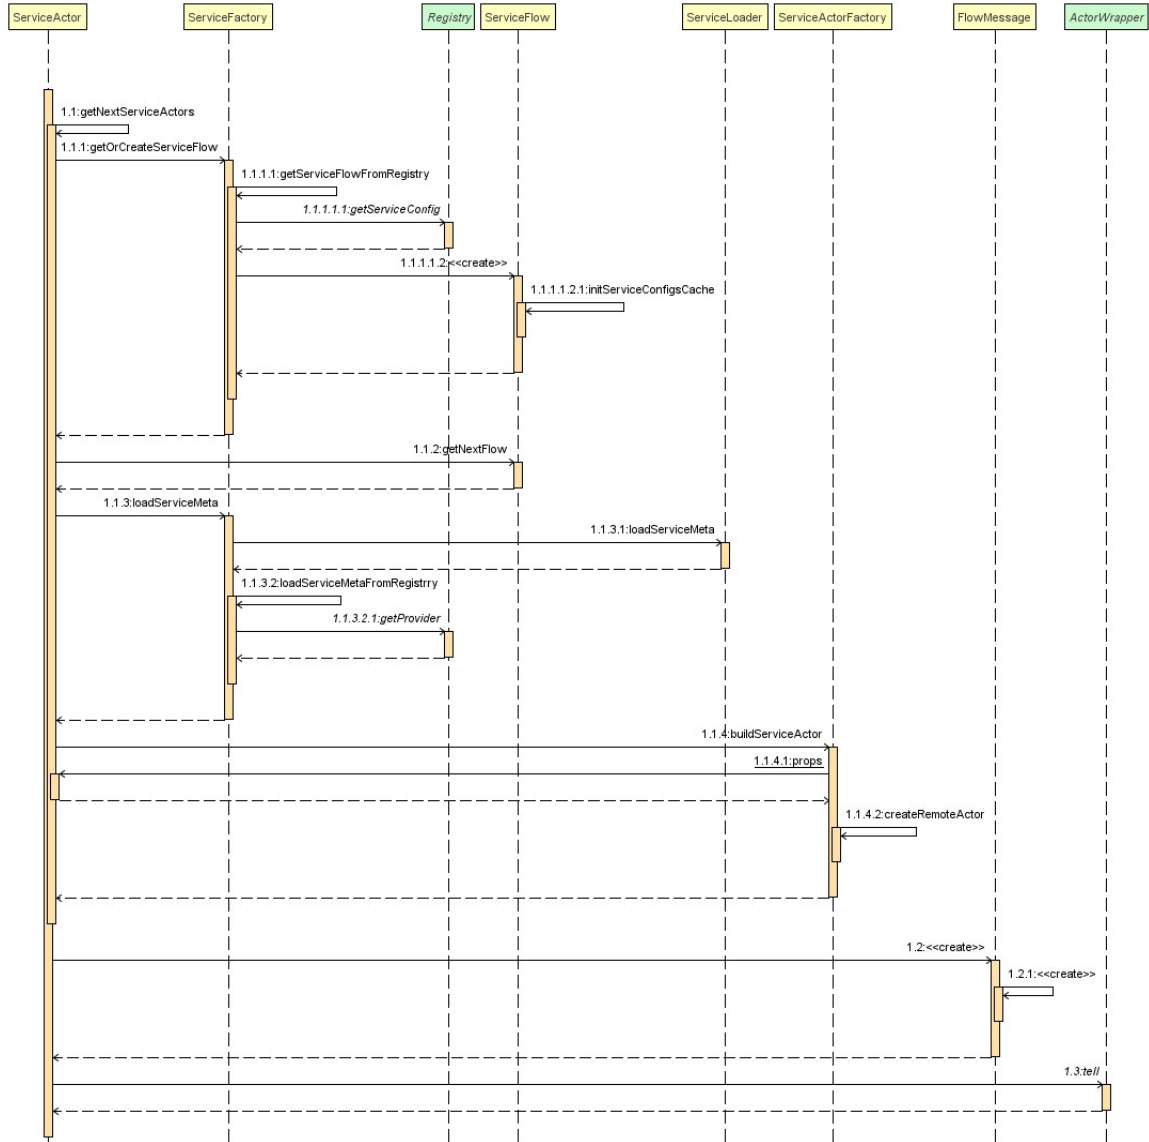 ServiceActor
ServiceFactory
Registry
ServiceFlow
ServiceLoader
ServiceActorFactory
FlowMessage
ActorWrapper
1.1:getNextServiceActors
1.1.1:getOrCreateServiceFlow
1.1.1.1:getServiceFlowFromRegistry
1.1.1.1.1:getServiceConfig
1.1.1.1.2:<<create>>
1.1.1.1.2.1:initServiceConfigsCache
1.1.2:getNextFlow
1.1.3:loadServiceMeta
1.1.3.1:loadServiceMeta
1.1.3.2:loadServiceMetaFromRegistrry
1.1.3.2.1:getProvider
1.1.4:buildServiceActor
1.1.4.1:props
1.1.4.2:createRemoteActor
1.2:<<create>>
1.2.1:<<create>>
1.3:tell